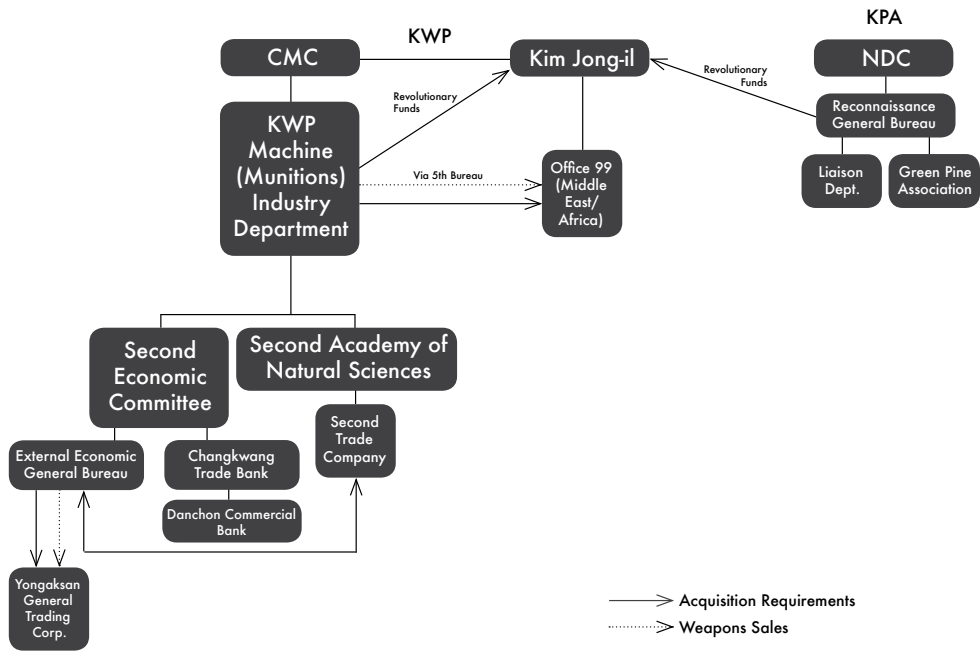 KPA
KWP
CMC
Kim Jong-il
NDC
Revolutionary
Funds
Revolutionary
Funds
Reconnaissance
General Bureau
KWP
Machine
(Munitions)
Industry
Department
Via 5th Bureau
Office 99
(Middle
East/
Africa)
Liaison
Dept.
Green Pine
Association
Second
Economic
Committee
Second Academy of
Natural Sciences
Second
Trade
Company
External Economic
General Bureau
Changkwang
Trade Bank
Danchon Commercial
Bank
Yongaksan
General
Trading
Corp.
Acquisition Requirements
Weapons Sales